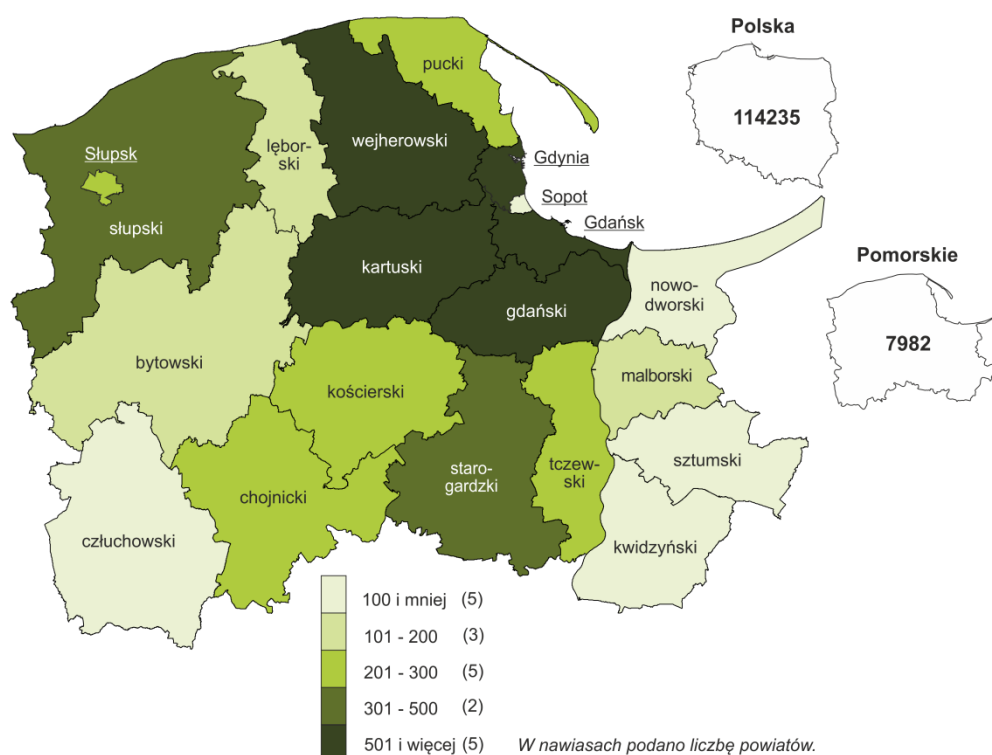 Polska
114235
pucki
Słupsk
lębor-
ski
wejherowski
Gdynia
Sopot
Gdańsk
słupski
kartuski
gdański
nowo-
dworski
Pomorskie
7982
bytowski
kościerski
malborski
staro-
gardzki
tczew-
ski
sztumski
chojnicki
człuchowski
kwidzyński
100 i mniej (5)
101 - 200 (3)
201 - 300 (5)
301 - 500 (2)
501 i więcej (5)
W nawiasach podano liczbę powiatów.